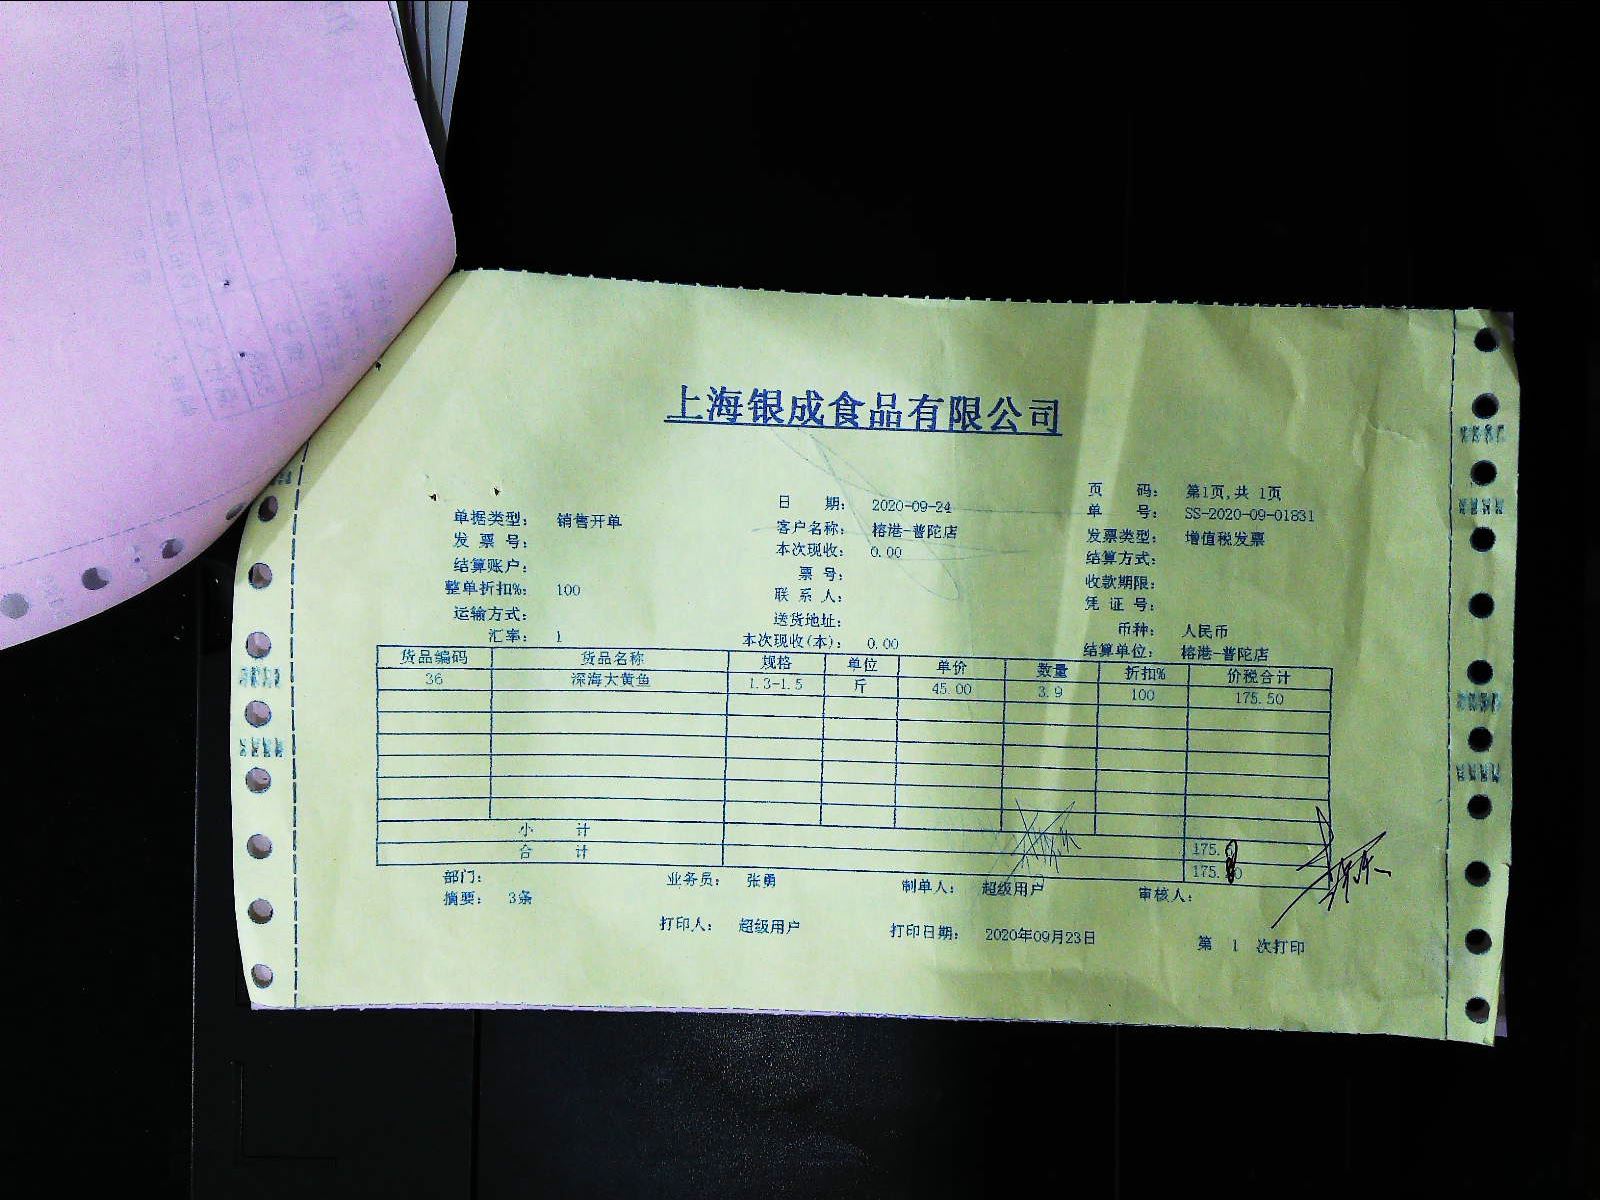 上海银成食品有限公司
单据类型： 销售开单 日 期： 2020-09-24 页 码： 第1页,共 1页
发 票 号： 客户名称： 榕港-普陀店 单 号： SS-2020-09-01831
结算账户： 本次现收： 0.00 发票类型： 增值税发票
整单折扣%： 100 票 号： 结算方式：
运输方式： 联 系 人： 收款期限：
汇率： 1 送货地址： 凭 证 号：
本次现收(本)： 0.00 币种： 人民币
结算单位： 榕港-普陀店
货品编码 货品名称 规格 单位 单价 数量 折扣% 价税合计
36 深海大黄鱼 1.3-1.5 斤 45.00 3.9 100 175.50
小 计 175.
合 计 175.
部门： 业务员： 张勇 制单人： 超级用户 审核人：
摘要： 3条
打印人： 超级用户 打印日期： 2020年09月23日 第 1 次打印